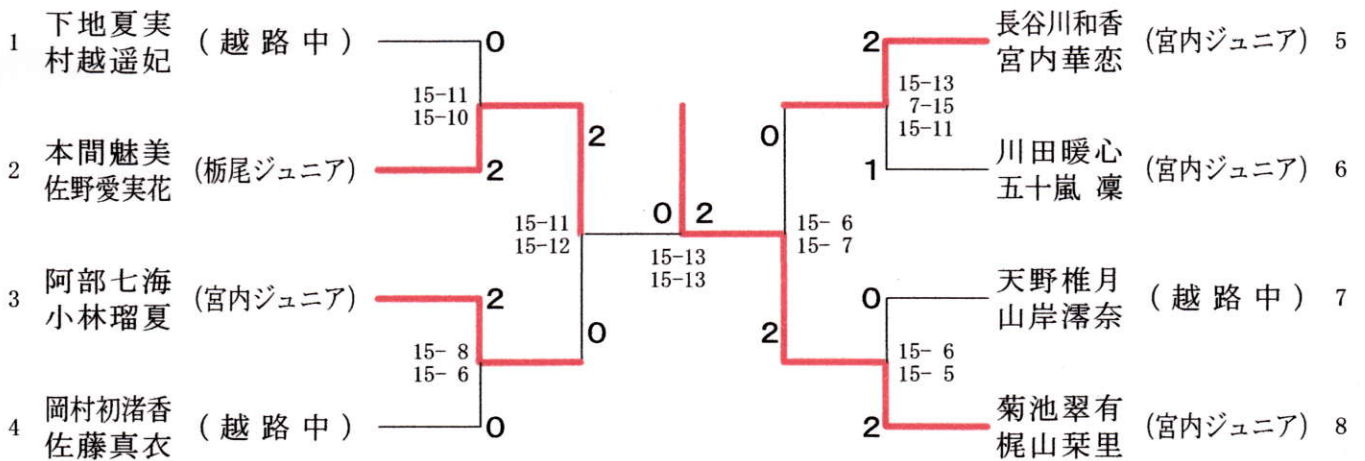 1 下地夏実 (越路中) 0
村越遥妃
15-11
15-10
2 本間魅美 (栃尾ジュニア) 2
佐野愛実花
2
15-11
15-12
3 阿部七海 (宮内ジュニア) 2
小林瑠夏
0
15- 8
15- 6
4 岡村初渚香 (越路中) 0
佐藤真衣
0 2
15-13
15-13
2 長谷川和香 (宮内ジュニア) 5
宮内華恋
15-13
7-15
15-11
0
1 川田暖心 (宮内ジュニア) 6
五十嵐 凜
15- 6
15- 7
0 天野椎月 (越路中) 7
山岸澪奈
2
15- 6
15- 5
2 菊池翠有 (宮内ジュニア) 8
梶山栞里